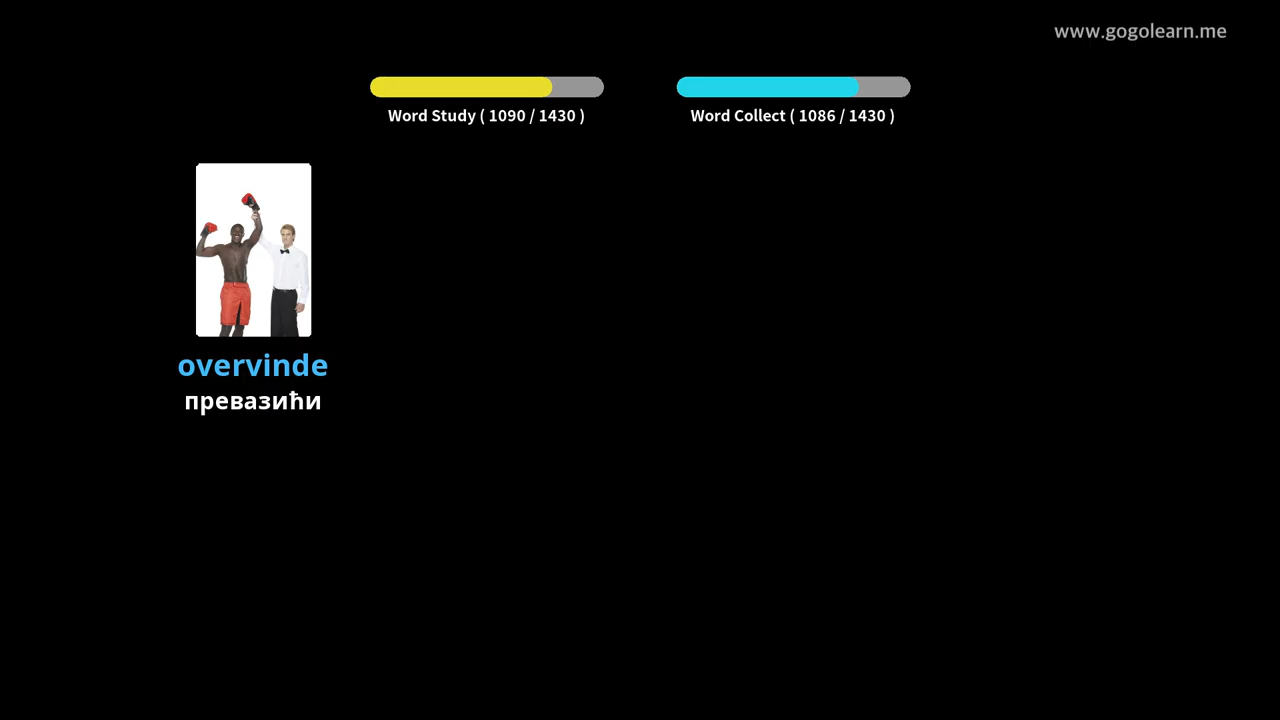 www.gogolearn.me
Word Study ( 1090 / 1430 )
Word Collect ( 1086 / 1430 )
overvinde
превазићи